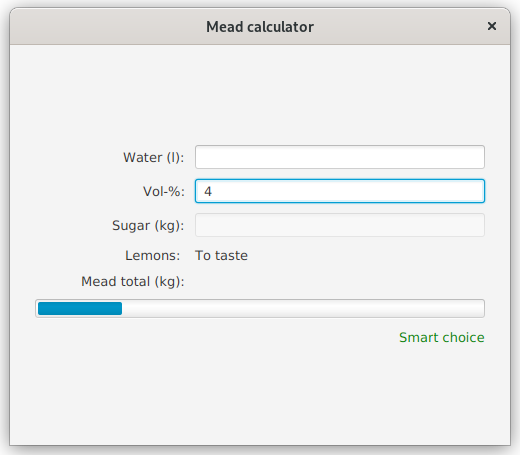 Mead calculator
Water (l):
Vol-%: 4
Sugar (kg):
Lemons: To taste
Mead total (kg):
Smart choice